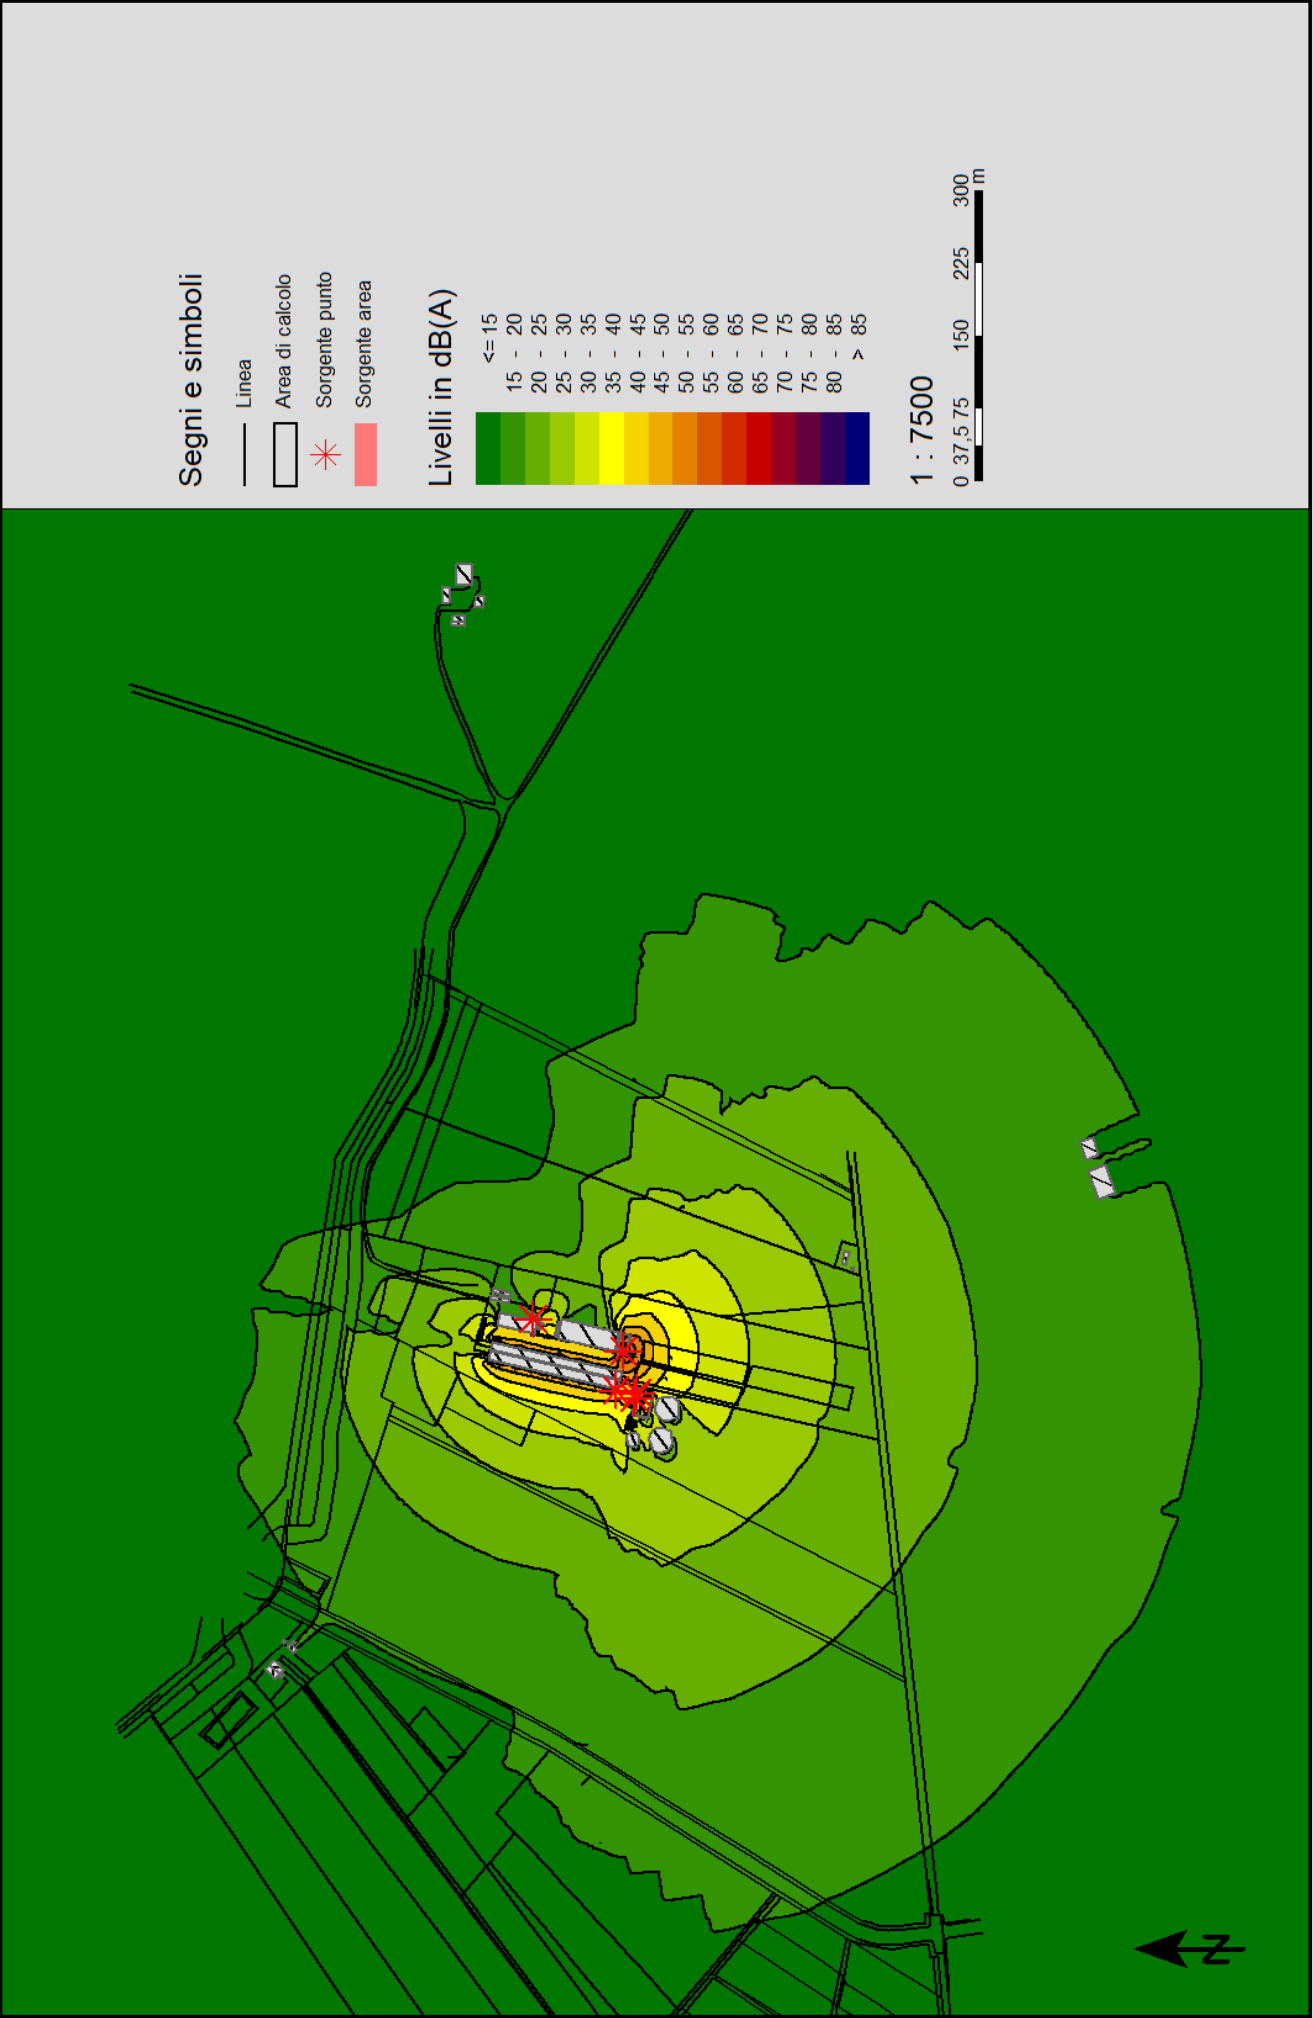 Segni e simboli
Linea
Area di calcolo
Sorgente punto
Sorgente area
Livelli in dB(A)
<= 15
15 - 20
20 - 25
25 - 30
30 - 35
35 - 40
40 - 45
45 - 50
50 - 55
55 - 60
60 - 65
65 - 70
70 - 75
75 - 80
80 - 85
> 85
1 : 7500
0 37,5 75 150 225 300
m
N